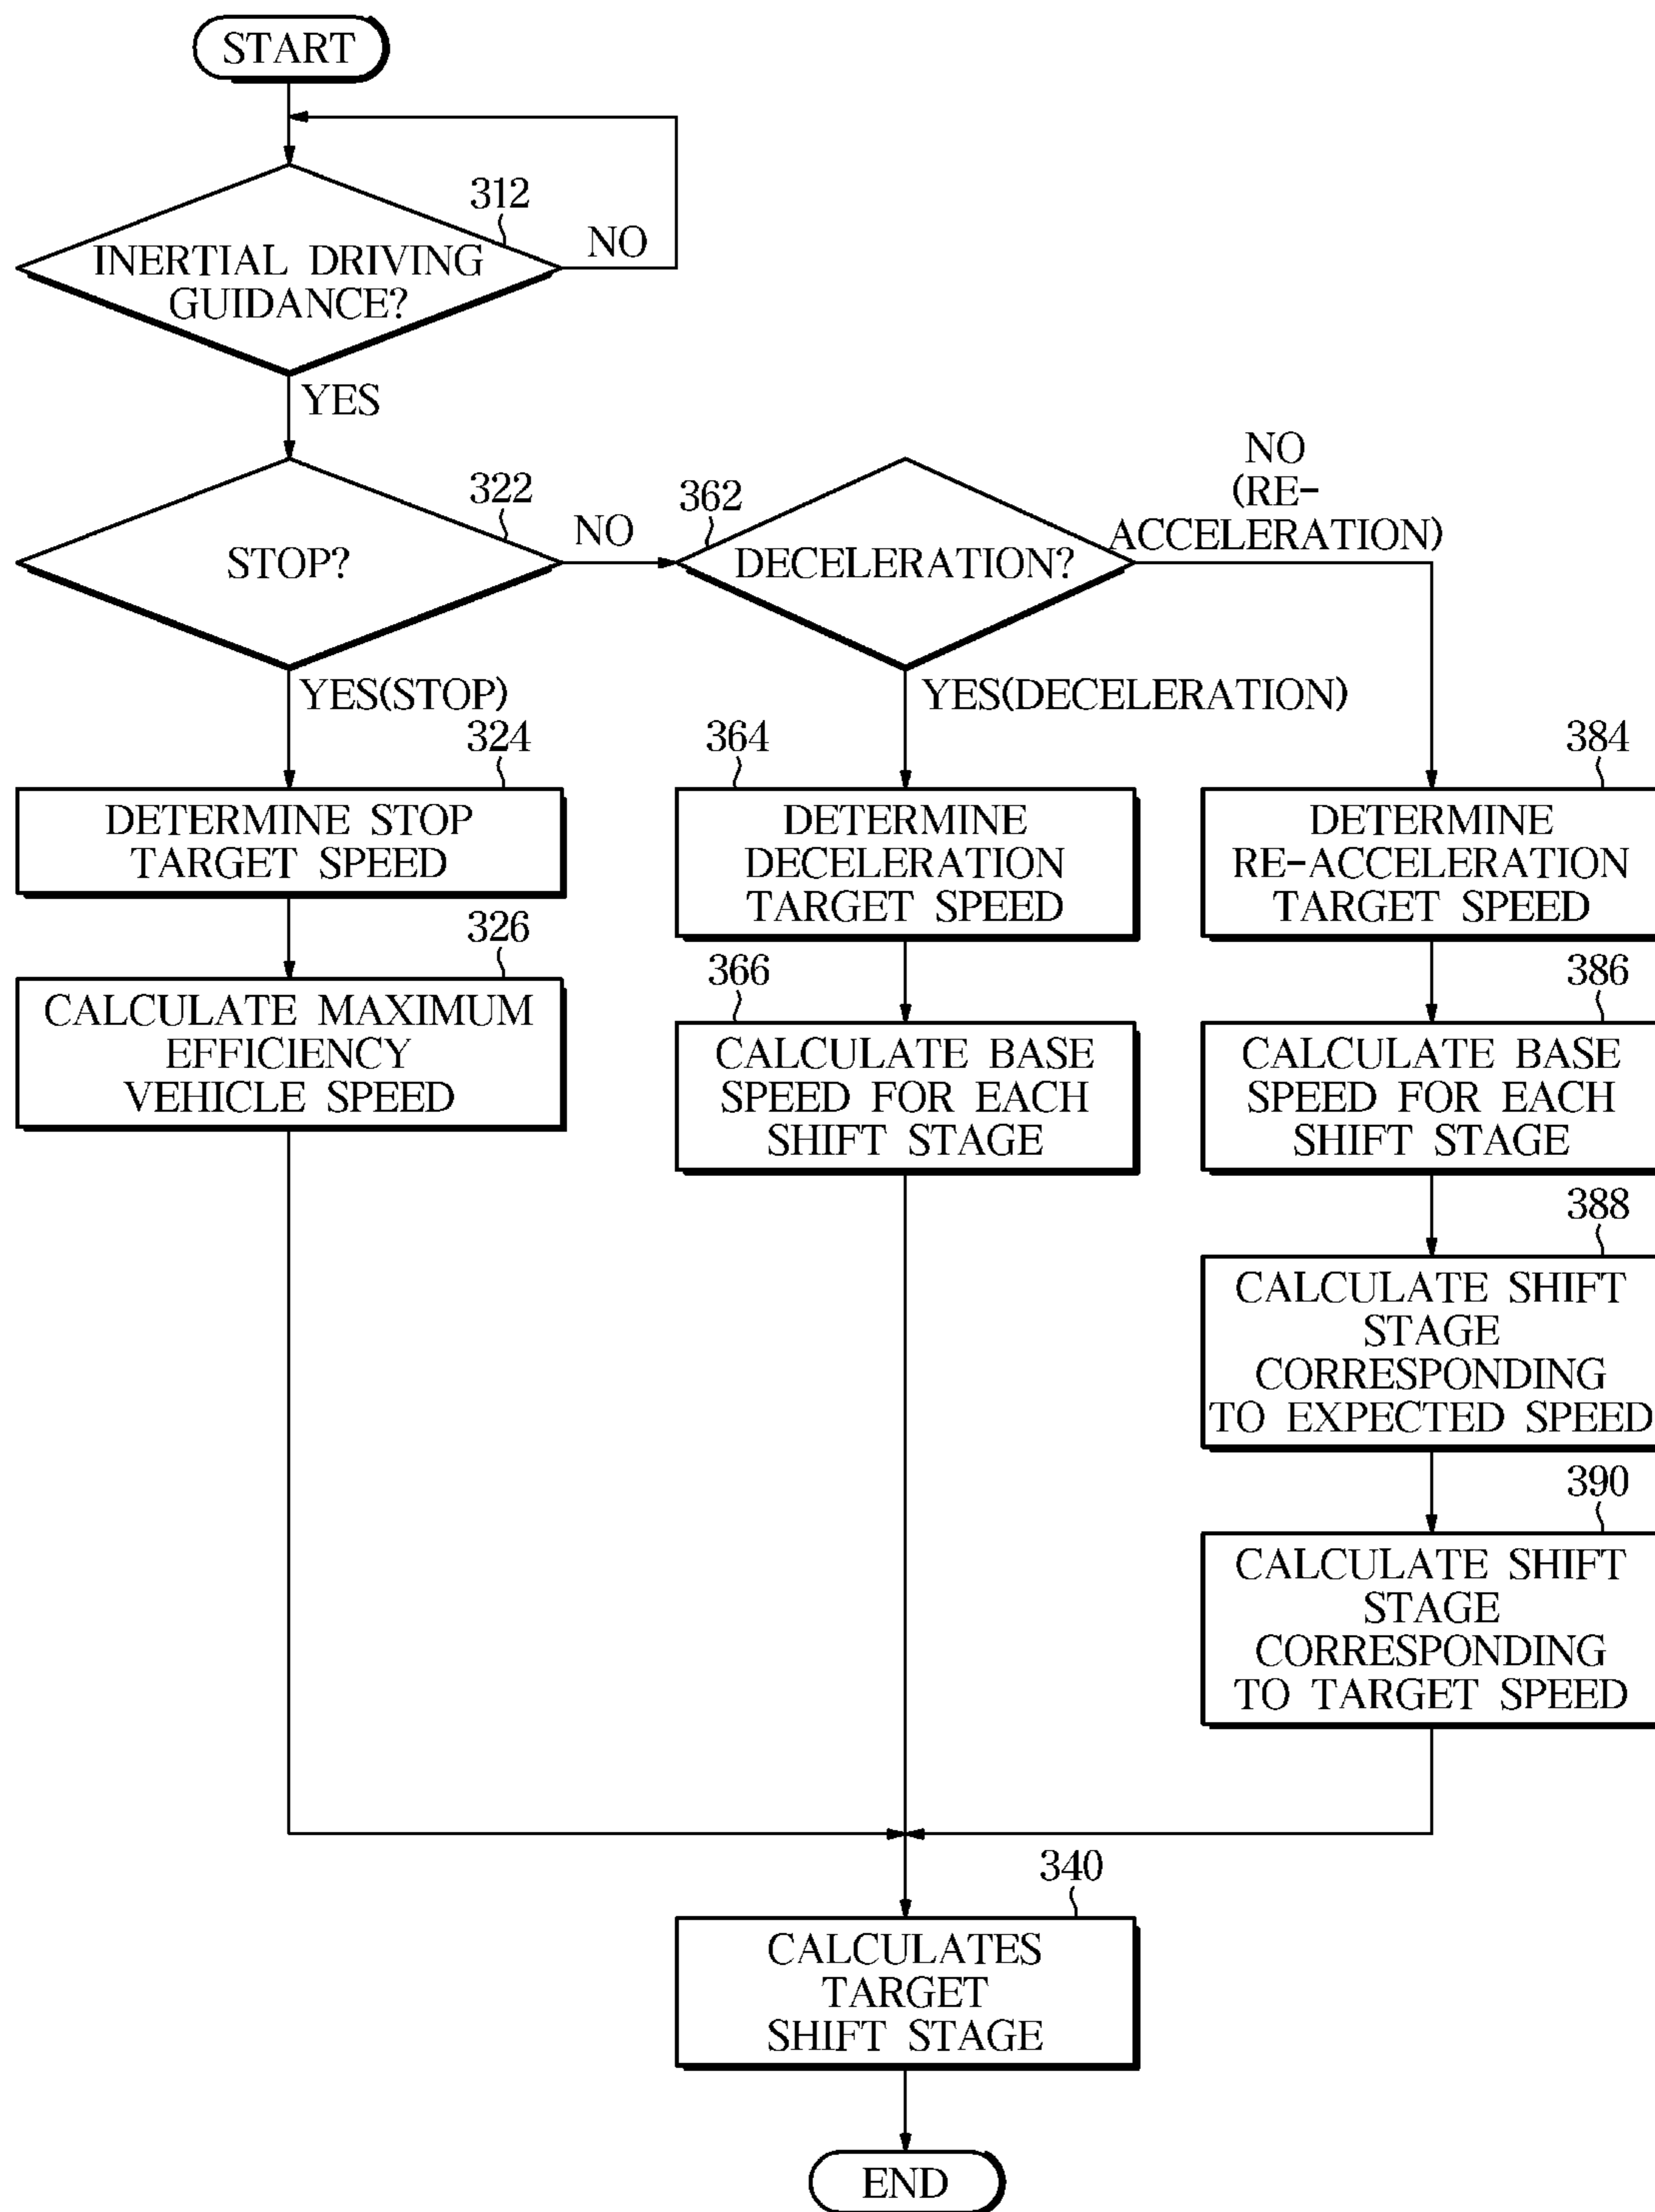 START
312
INERTIAL DRIVING
GUIDANCE?
NO
YES
322
STOP?
NO
362
DECELERATION?
NO
(RE-
ACCELERATION)
YES(STOP)
YES(DECELERATION)
324
DETERMINE STOP
TARGET SPEED
326
CALCULATE MAXIMUM
EFFICIENCY
VEHICLE SPEED
364
DETERMINE
DECELERATION
TARGET SPEED
366
CALCULATE BASE
SPEED FOR EACH
SHIFT STAGE
384
DETERMINE
RE-ACCELERATION
TARGET SPEED
386
CALCULATE BASE
SPEED FOR EACH
SHIFT STAGE
388
CALCULATE SHIFT
STAGE
CORRESPONDING
TO EXPECTED SPEED
390
CALCULATE SHIFT
STAGE
CORRESPONDING
TO TARGET SPEED
340
CALCULATES
TARGET
SHIFT STAGE
END